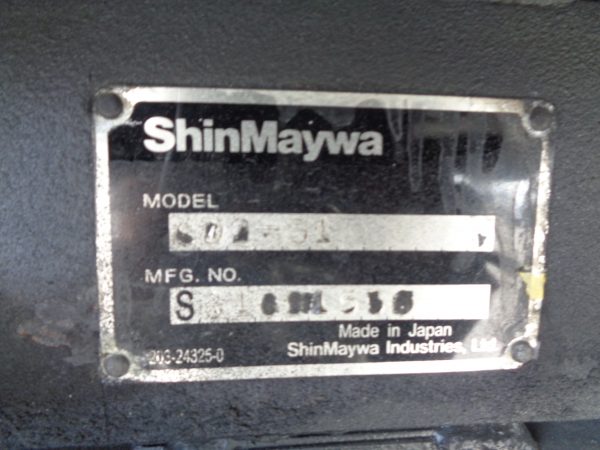 ShinMaywa
MODEL
MFG. NO.
S
Made in Japan
203-24325-0
ShinMaywa Industries, Ltd